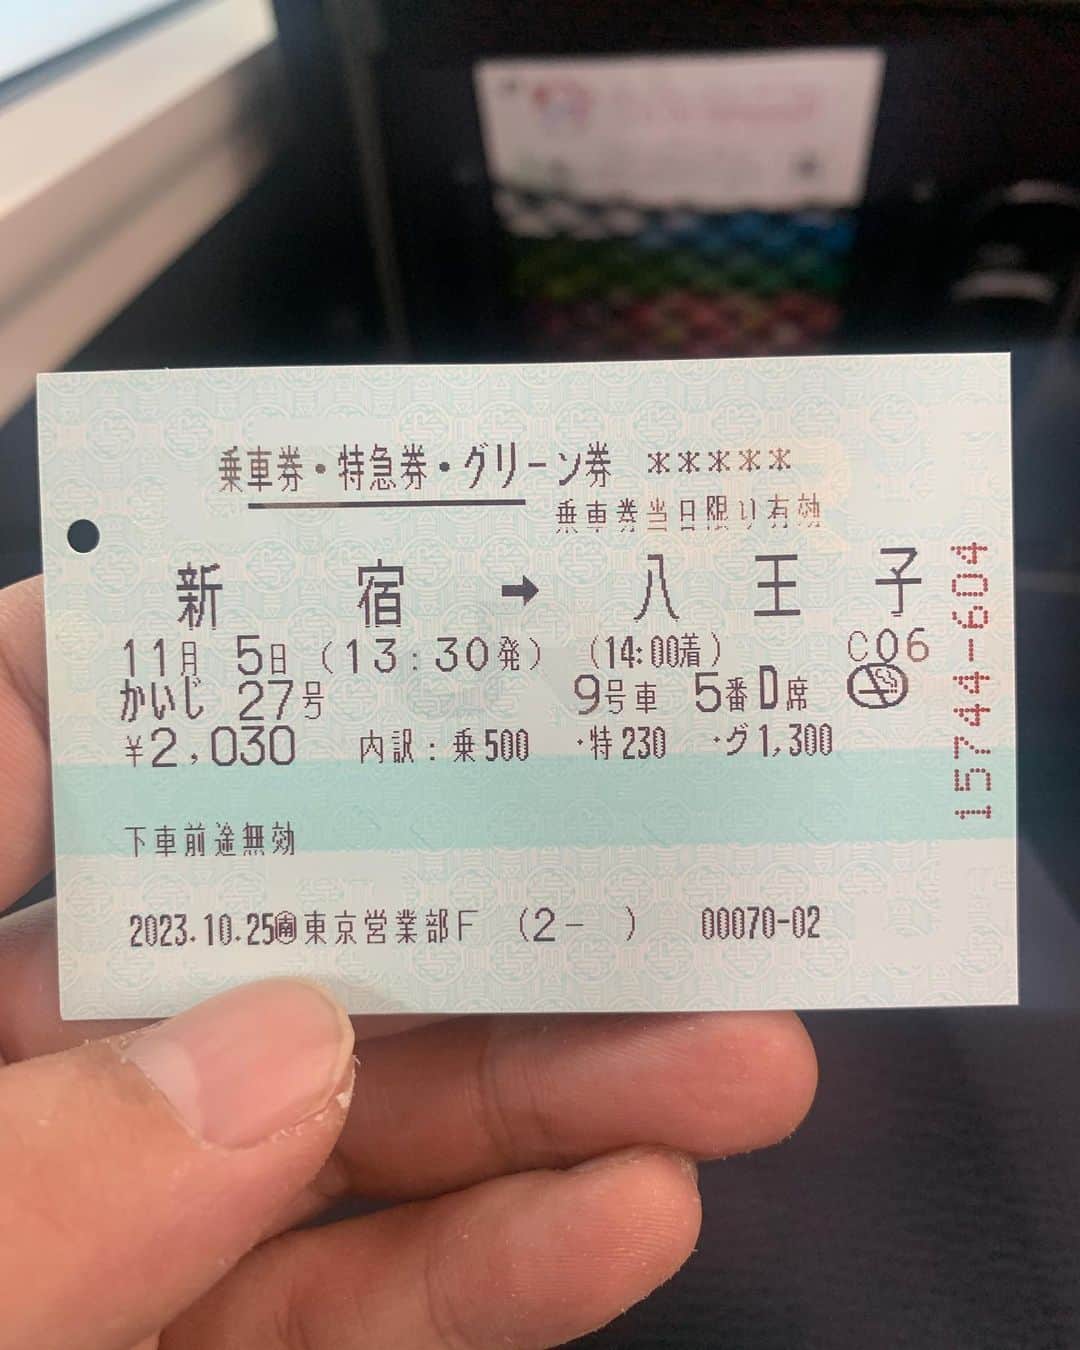 乗車券・特急券・グリーン券 *****
乗車券当日限り有効
新宿 → 八王子
11月 5日 (13:30発) (14:00着) C06
かいじ 27号 9号車 5番D席
¥2,030 内訳:乗500 ・特230 ・グ1,300
下車前途無効
2023.10.25 東京営業部F (2- ) 00070-02
15744-604